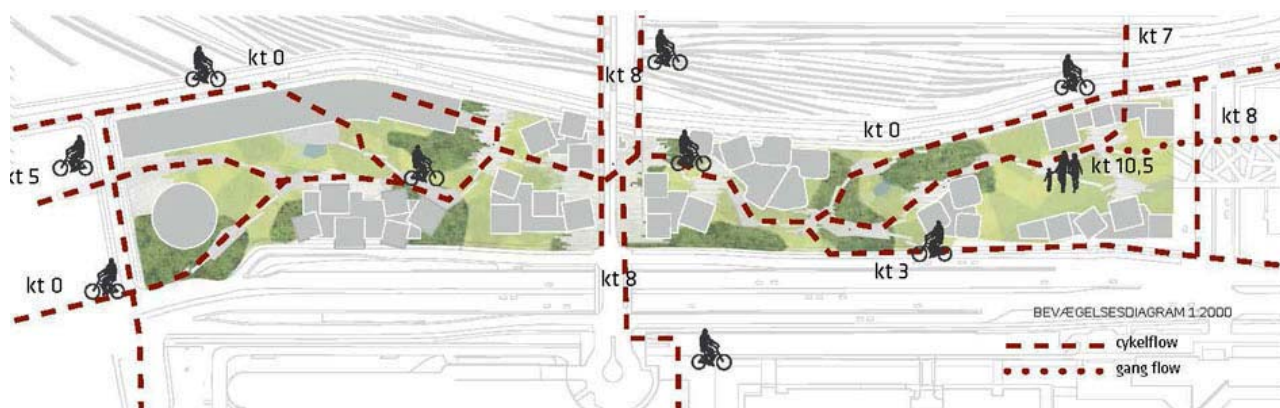 kt 0
kt 8
kt 7
kt 5
kt 0
kt 8
kt 10,5
kt 0
kt 8
kt 3
BEVÆGELSESDIAGRAM 1:2000
cykelflow
gang flow